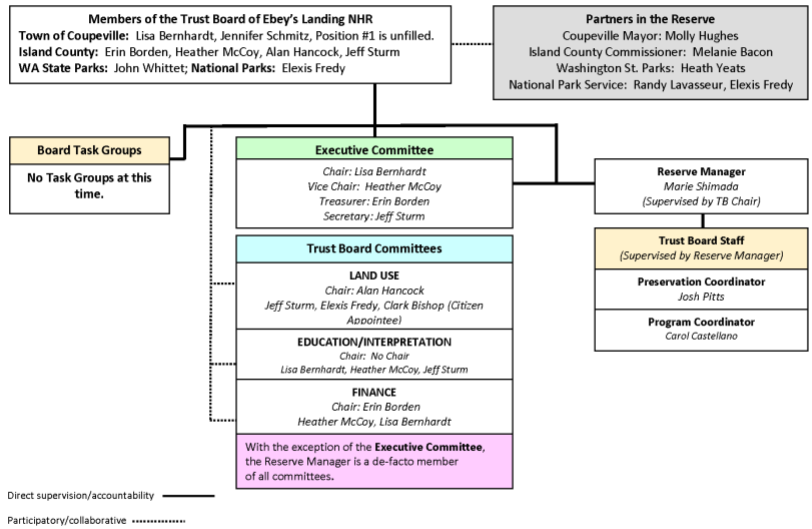 Members of the Trust Board of Ebey's Landing NHR
Town of Coupeville: Lisa Bernhardt, Jennifer Schmitz, Position #1 is unfilled.
Island County: Erin Borden, Heather McCoy, Alan Hancock, Jeff Sturm
WA State Parks: John Whittet; National Parks: Elexis Fredy
Partners in the Reserve
Coupeville Mayor: Molly Hughes
Island County Commissioner: Melanie Bacon
Washington St. Parks: Heath Yeats
National Park Service: Randy Lavasseur, Elexis Fredy
Board Task Groups
No Task Groups at this
time.
Executive Committee
Chair: Lisa Bernhardt
Vice Chair: Heather McCoy
Treasurer: Erin Borden
Secretary: Jeff Sturm
Reserve Manager
Marie Shimada
(Supervised by TB Chair)
Trust Board Staff
(Supervised by Reserve Manager)
Preservation Coordinator
Josh Pitts
Program Coordinator
Carol Castellano
Trust Board Committees
LAND USE
Chair: Alan Hancock
Jeff Sturm, Elexis Fredy, Clark Bishop (Citizen
Appointee)
EDUCATION/INTERPRETATION
Chair: No Chair
Lisa Bernhardt, Heather McCoy, Jeff Sturm
FINANCE
Chair: Erin Borden
Heather McCoy, Lisa Bernhardt
With the exception of the Executive Committee,
the Reserve Manager is a de-facto member
of all committees.
Direct supervision/accountability
Participatory/collaborative